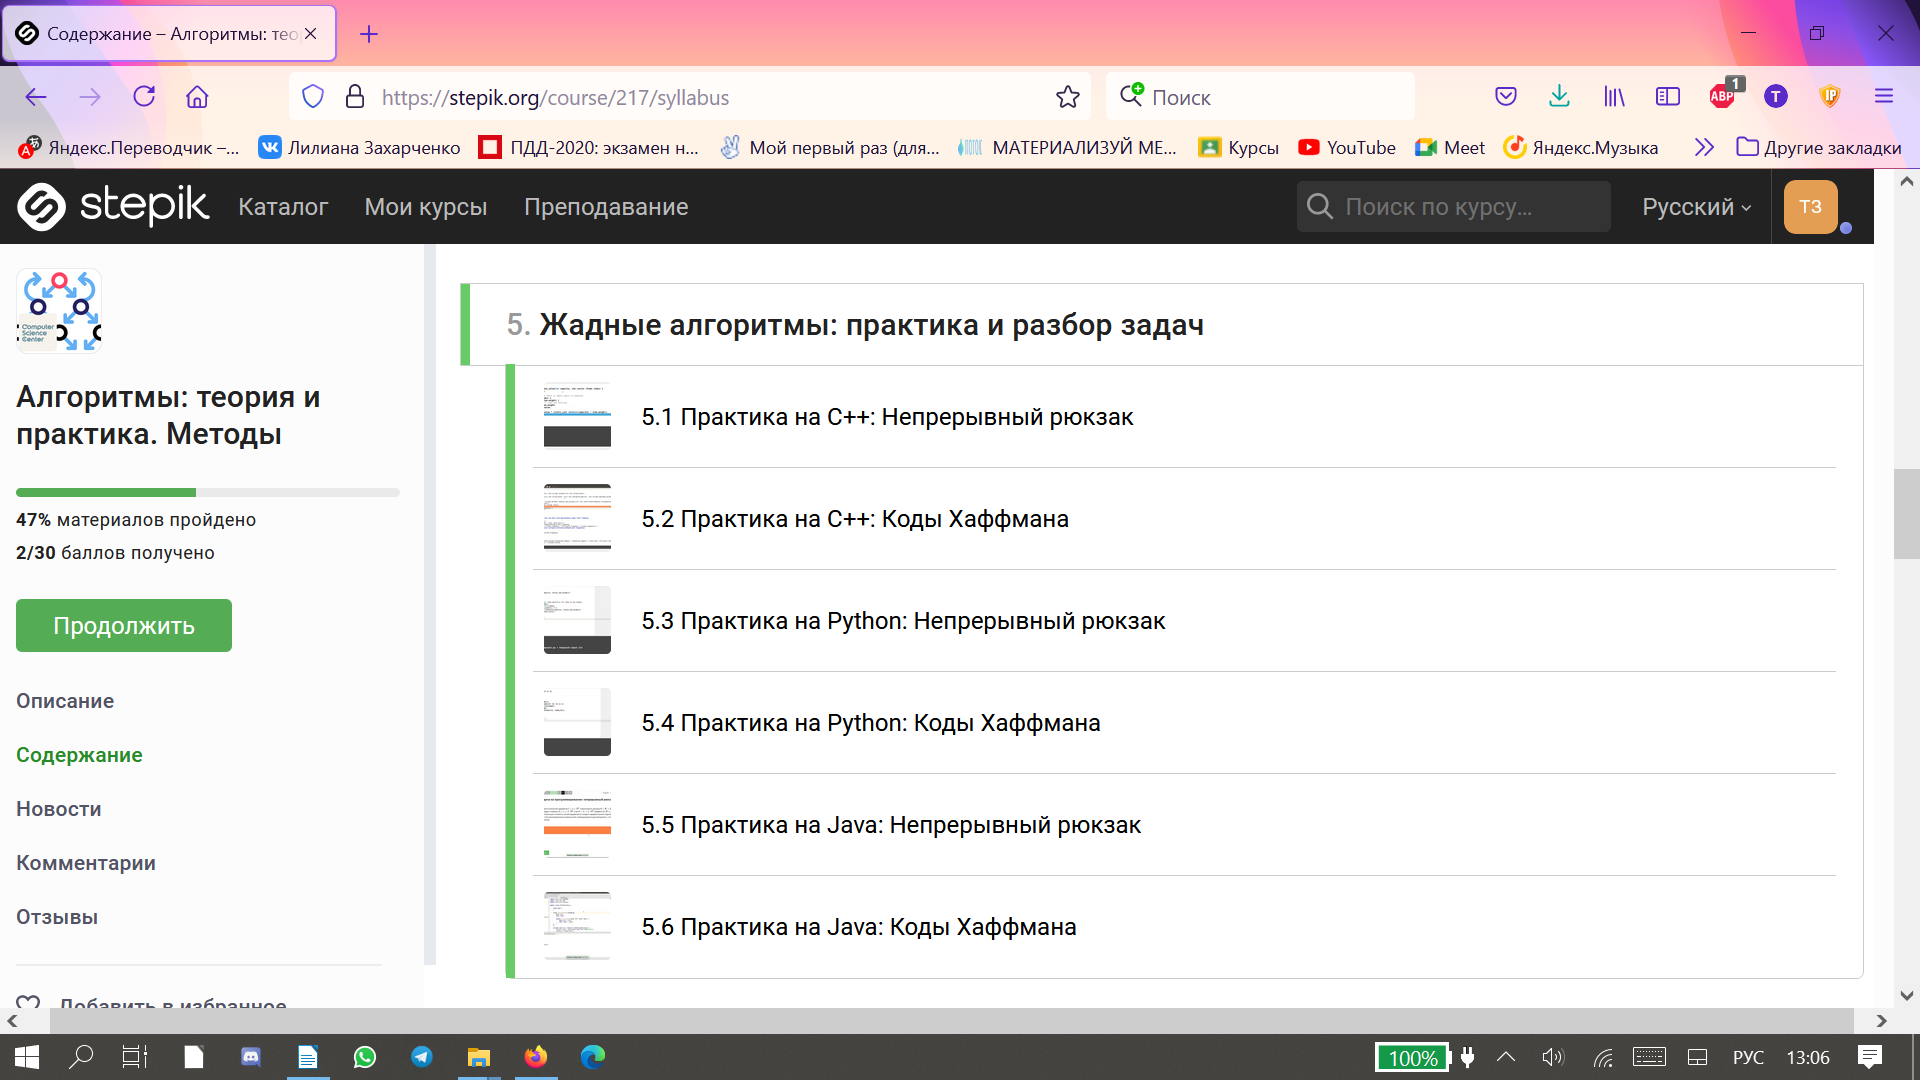 Содержание – Алгоритмы: тео
https://stepik.org/course/217/syllabus
Поиск
ABP
1
T
IP
Яндекс.Переводчик –...
Лилиана Захарченко
ПДД-2020: экзамен н...
Мой первый раз (для...
МАТЕРИАЛИЗУЙ МЕ...
Курсы
YouTube
Meet
Яндекс.Музыка
Другие закладки
stepik
Каталог
Мои курсы
Преподавание
Поиск по курсу...
Русский
ТЗ
Computer
Science
Center
Алгоритмы: теория и
практика. Методы
47% материалов пройдено
2/30 баллов получено
Продолжить
Описание
Содержание
Новости
Комментарии
Отзывы
Добавить в избранное
5. Жадные алгоритмы: практика и разбор задач
5.1 Практика на C++: Непрерывный рюкзак
5.2 Практика на C++: Коды Хаффмана
5.3 Практика на Python: Непрерывный рюкзак
5.4 Практика на Python: Коды Хаффмана
5.5 Практика на Java: Непрерывный рюкзак
5.6 Практика на Java: Коды Хаффмана
100%
РУС
13:06